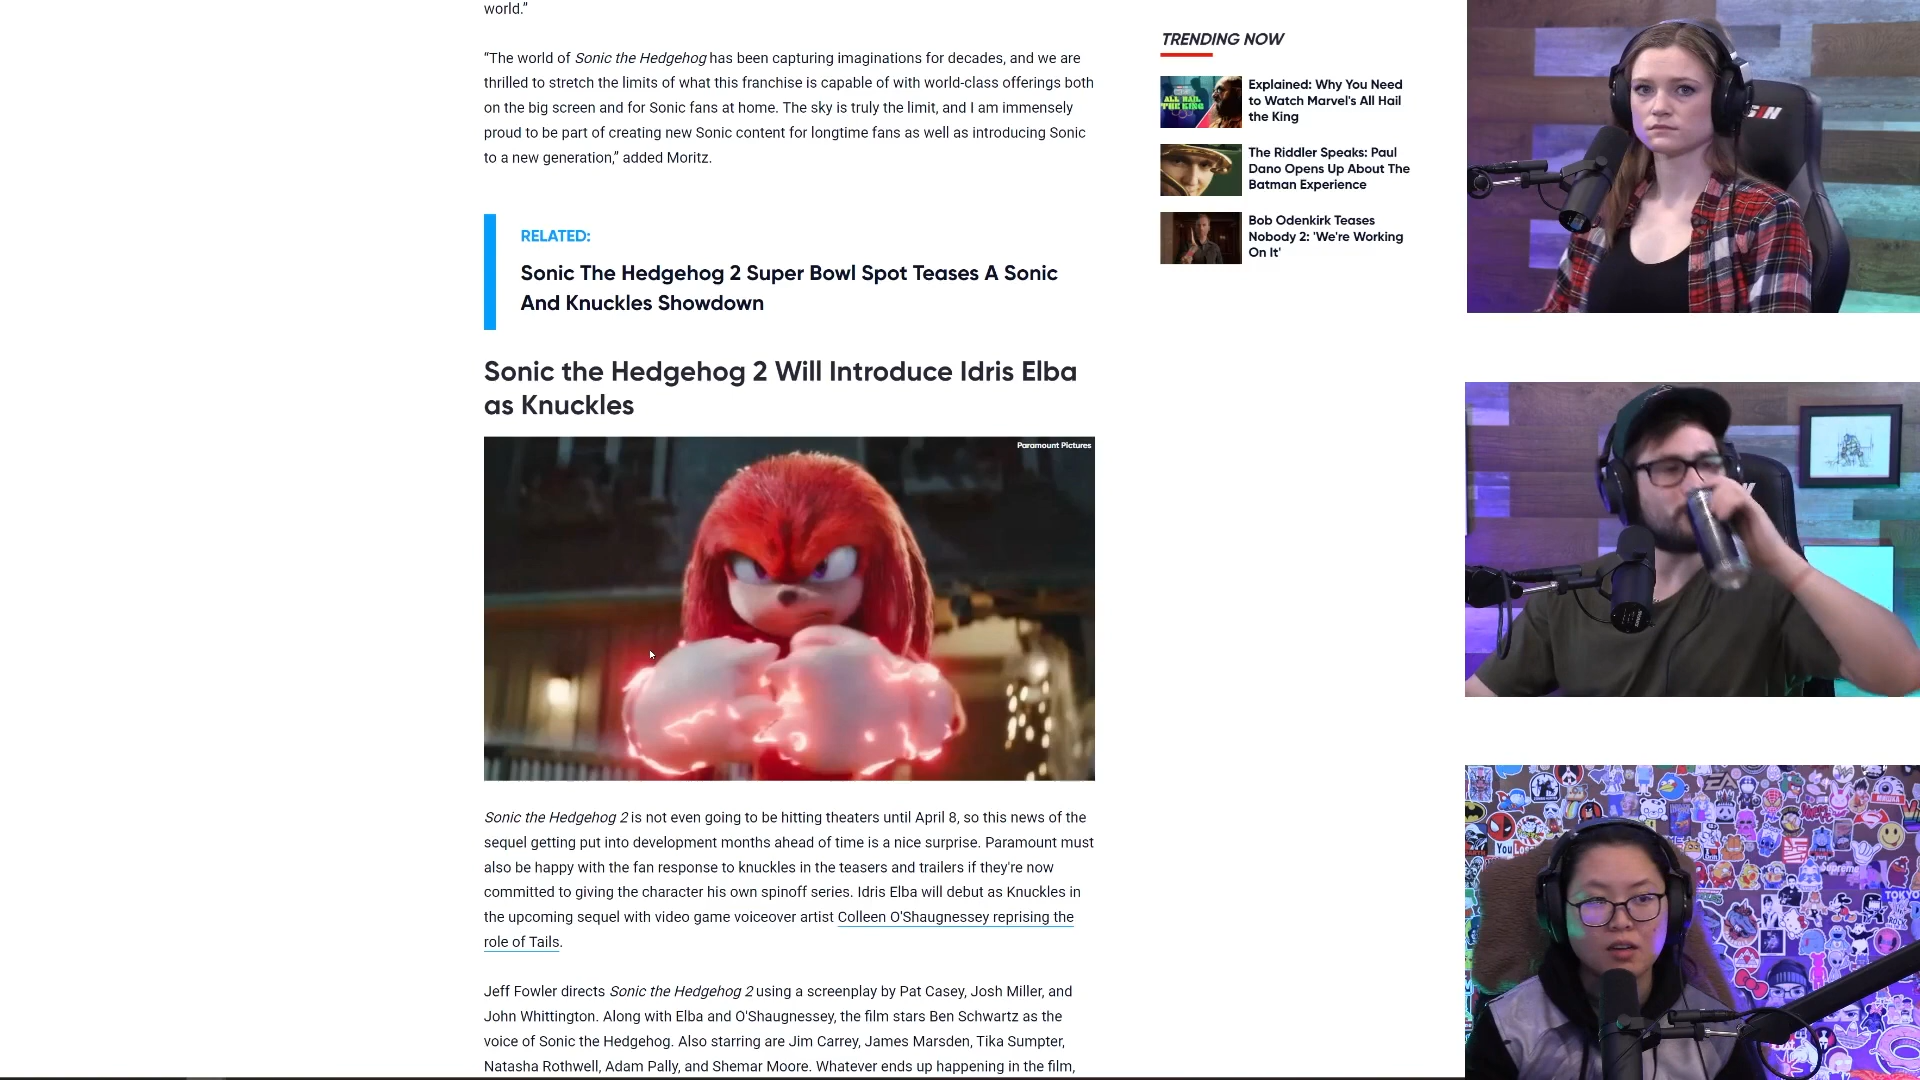 world.”
“The world of Sonic the Hedgehog has been capturing imaginations for decades, and we are
thrilled to stretch the limits of what this franchise is capable of with world-class offerings both
on the big screen and for Sonic fans at home. The sky is truly the limit, and I am immensely
proud to be part of creating new Sonic content for longtime fans as well as introducing Sonic
to a new generation,” added Moritz.
RELATED:
Sonic The Hedgehog 2 Super Bowl Spot Teases A Sonic
And Knuckles Showdown
Sonic the Hedgehog 2 Will Introduce Idris Elba
as Knuckles
Paramount Pictures
Sonic the Hedgehog 2 is not even going to be hitting theaters until April 8, so this news of the
sequel getting put into development months ahead of time is a nice surprise. Paramount must
also be happy with the fan response to knuckles in the teasers and trailers if they're now
committed to giving the character his own spinoff series. Idris Elba will debut as Knuckles in
the upcoming sequel with video game voiceover artist Colleen O'Shaugnessey reprising the
role of Tails.
Jeff Fowler directs Sonic the Hedgehog 2 using a screenplay by Pat Casey, Josh Miller, and
John Whittington. Along with Elba and O'Shaugnessey, the film stars Ben Schwartz as the
voice of Sonic the Hedgehog. Also starring are Jim Carrey, James Marsden, Tika Sumpter,
Natasha Rothwell, Adam Pally, and Shemar Moore. Whatever ends up happening in the film,
TRENDING NOW
ALL HAIL
THE KING
Explained: Why You Need
to Watch Marvel's All Hail
the King
The Riddler Speaks: Paul
Dano Opens Up About The
Batman Experience
Bob Odenkirk Teases
Nobody 2: 'We're Working
On It'
Supreme
TOKYO